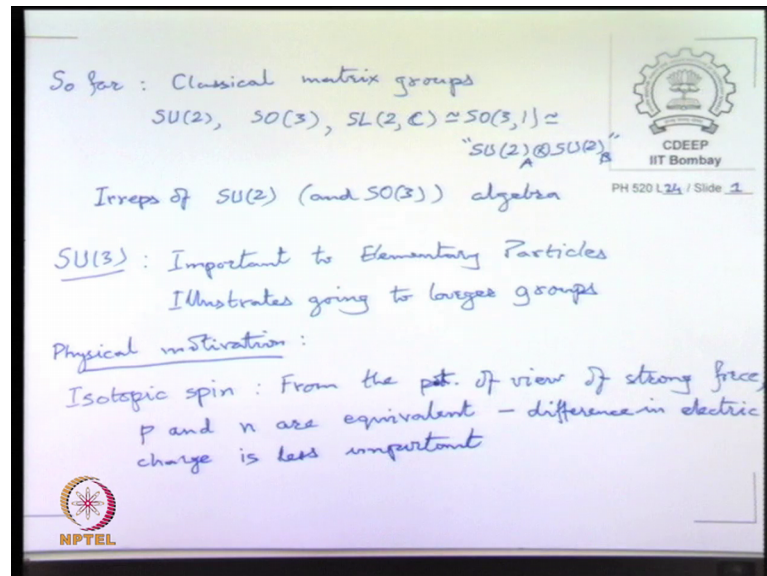 So far : Classical matrix groups
SU(2), SO(3), SL(2, C) ≃ SO(3,1) ≃
"SU(2)_A ⊗ SU(2)_B"
CDEEP
IIT Bombay
PH 520 L 24 / Slide 1
Irreps of SU(2) (and SO(3)) algebra
SU(3) : Important to Elementary Particles
Illustrates going to larger groups
Physical motivation :
Isotopic spin : From the pt. of view of strong force,
p and n are equivalent – difference in electric
charge is less important
NPTEL